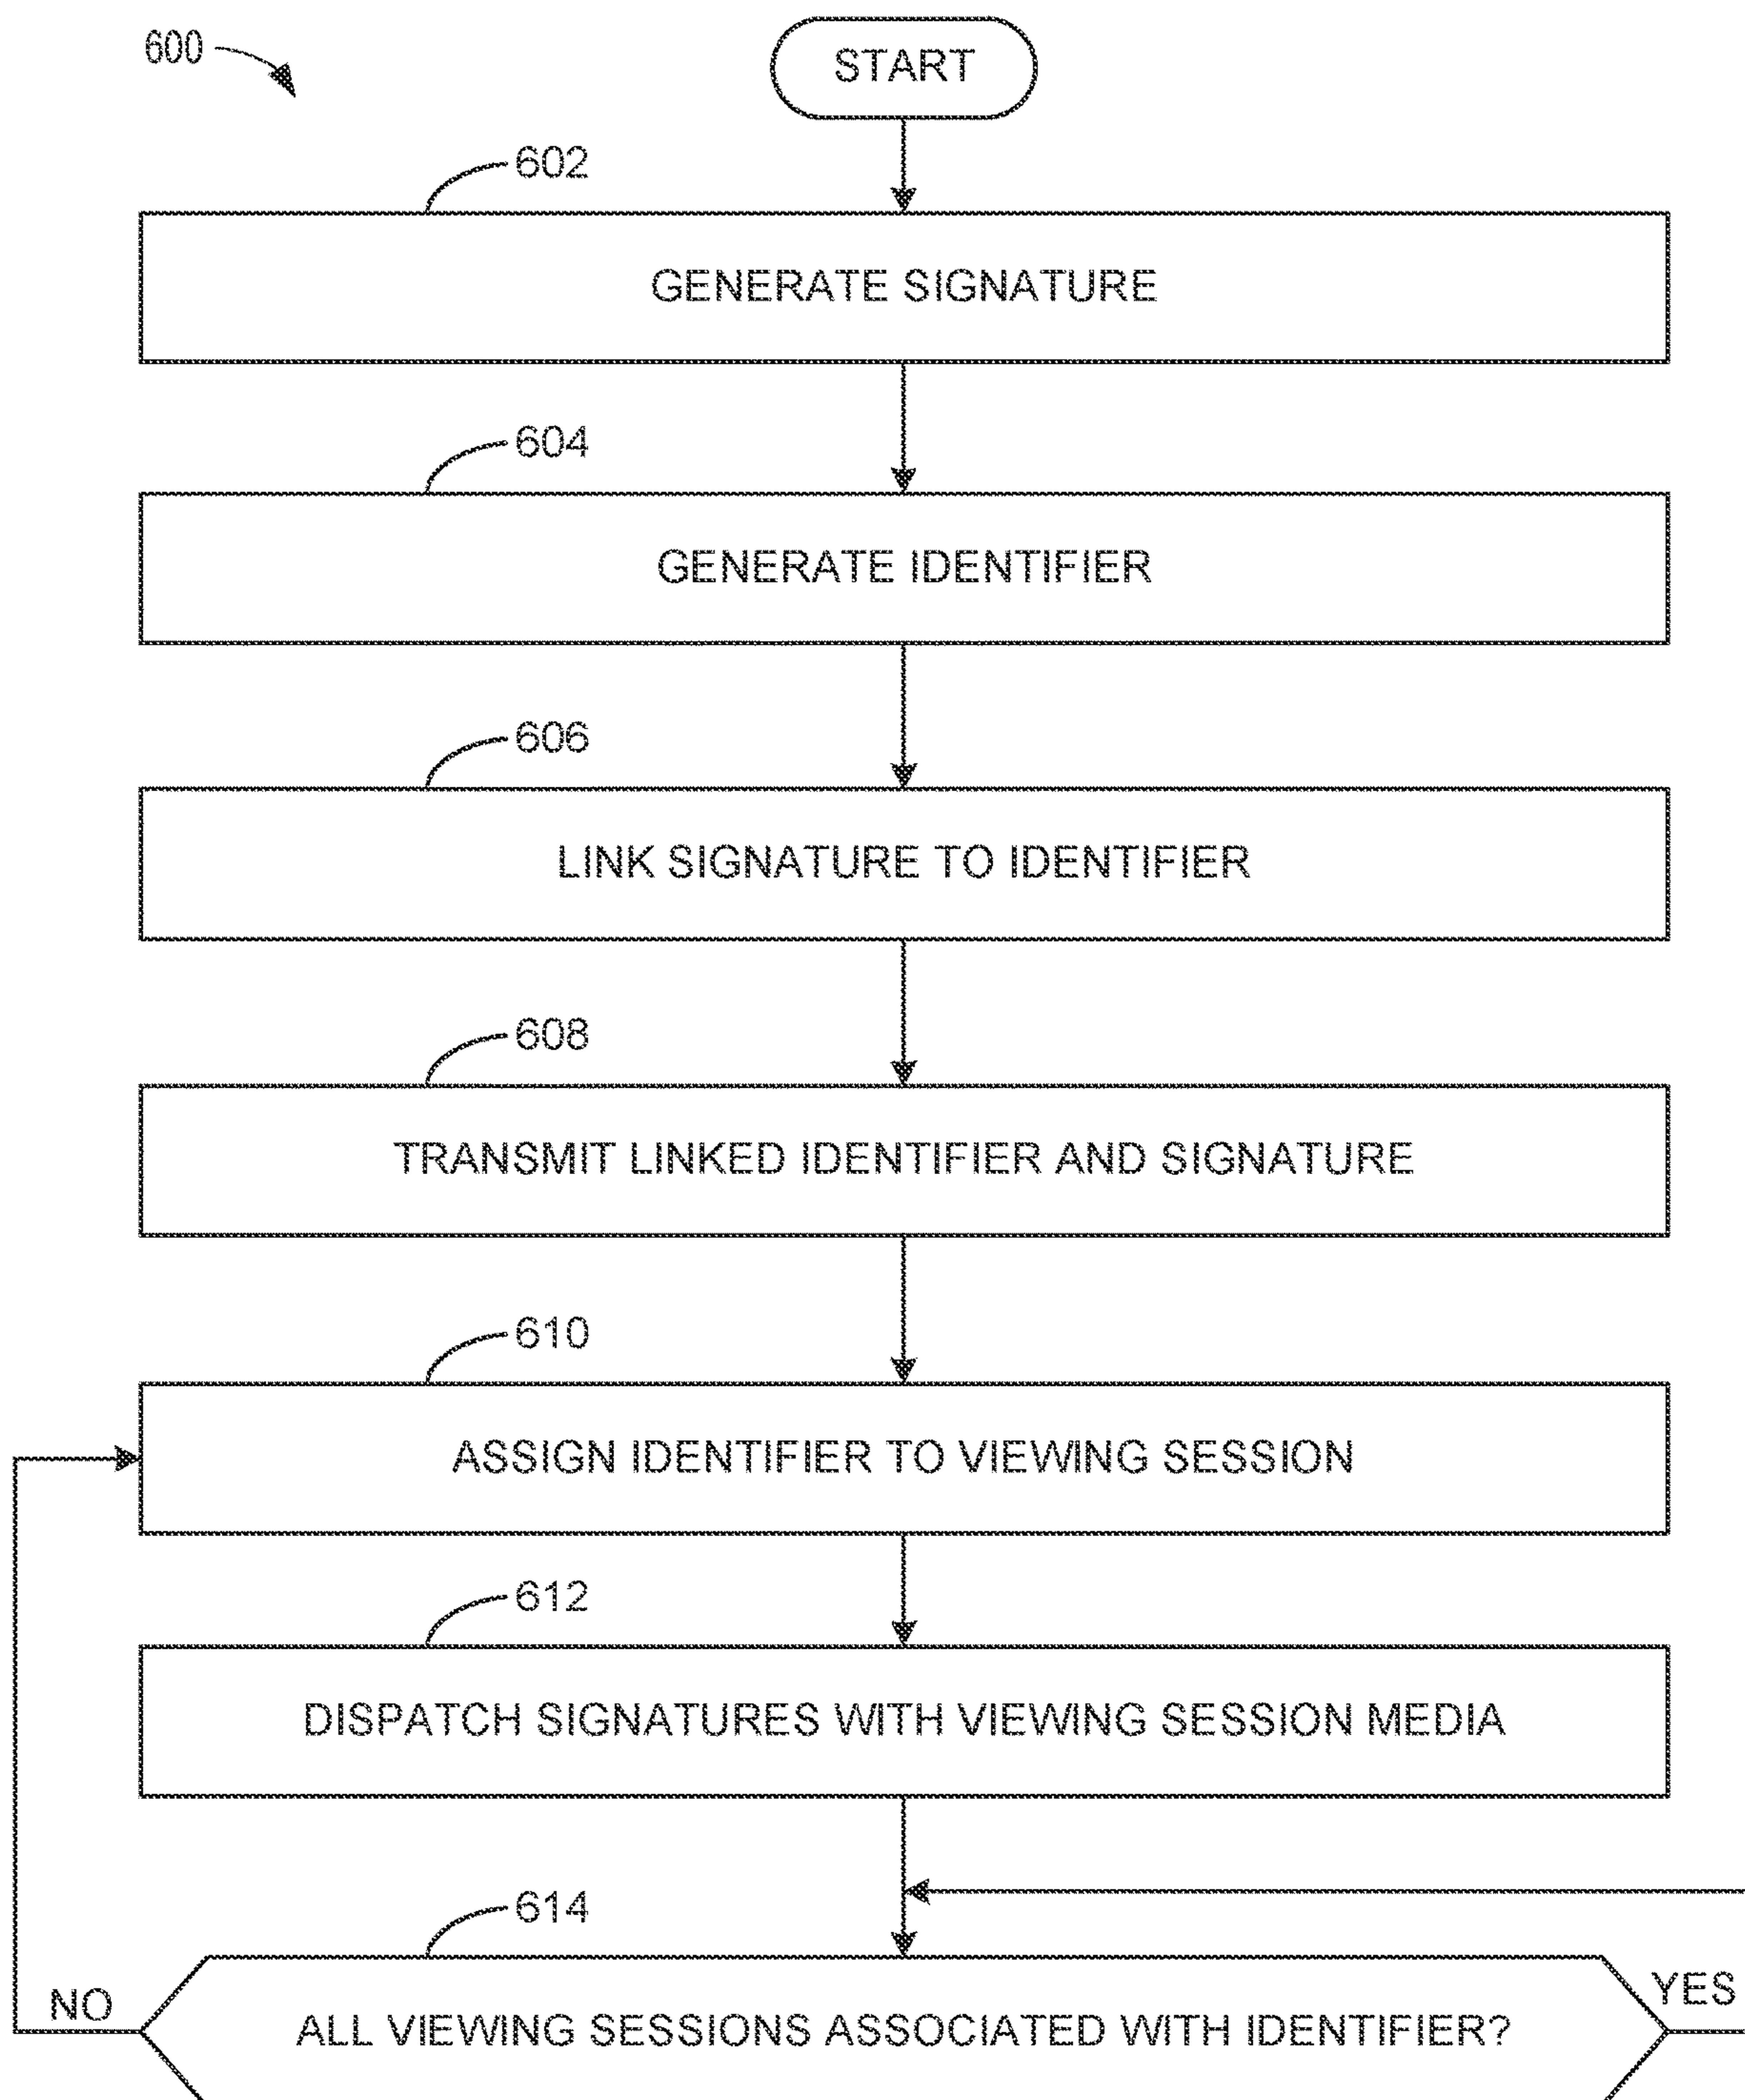 600
START
602
GENERATE SIGNATURE
604
GENERATE IDENTIFIER
606
LINK SIGNATURE TO IDENTIFIER
608
TRANSMIT LINKED IDENTIFIER AND SIGNATURE
610
ASSIGN IDENTIFIER TO VIEWING SESSION
612
DISPATCH SIGNATURES WITH VIEWING SESSION MEDIA
614
NO
ALL VIEWING SESSIONS ASSOCIATED WITH IDENTIFIER?
YES